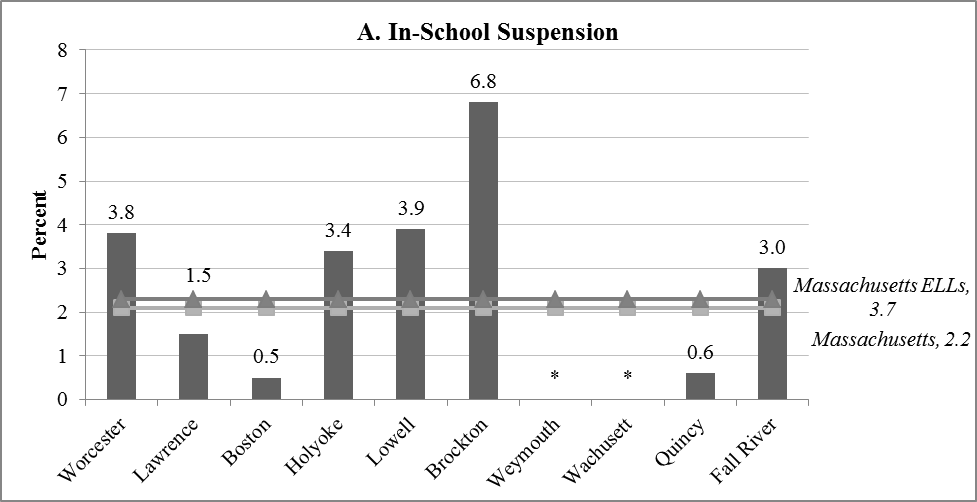 A. In-School Suspension
8
7
6
5
4
3
2
1
0
Percent
3.8
1.5
0.5
3.4
3.9
6.8
*
*
0.6
3.0
Massachusetts ELLs,
3.7
Massachusetts, 2.2
Worcester
Lawrence
Boston
Holyoke
Lowell
Brockton
Weymouth
Wachusett
Quincy
Fall River